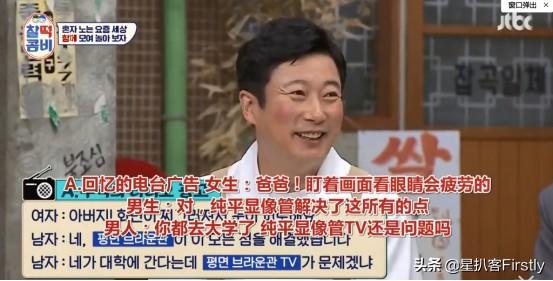 窗口弹出
×
jtbc
찰떡콤비
혼자 노는 요즘 세상
함께 모여 놀아 보자
잡곡일체
쌀
A.回忆的电台广告 女生：爸爸！盯着画面看眼睛会疲劳的
男生：对，纯平显像管解决了这所有的点
男人：你都去大学了 纯平显像管TV还是问题吗
여자 : 아버지!
남자 : 네, 평면 브라운관이 이 모든 점을 해결했습니다
남자 : 네가 대학에 간다는데 평면 브라운관 TV가 문제겠냐
头条 @星扒客Firstly